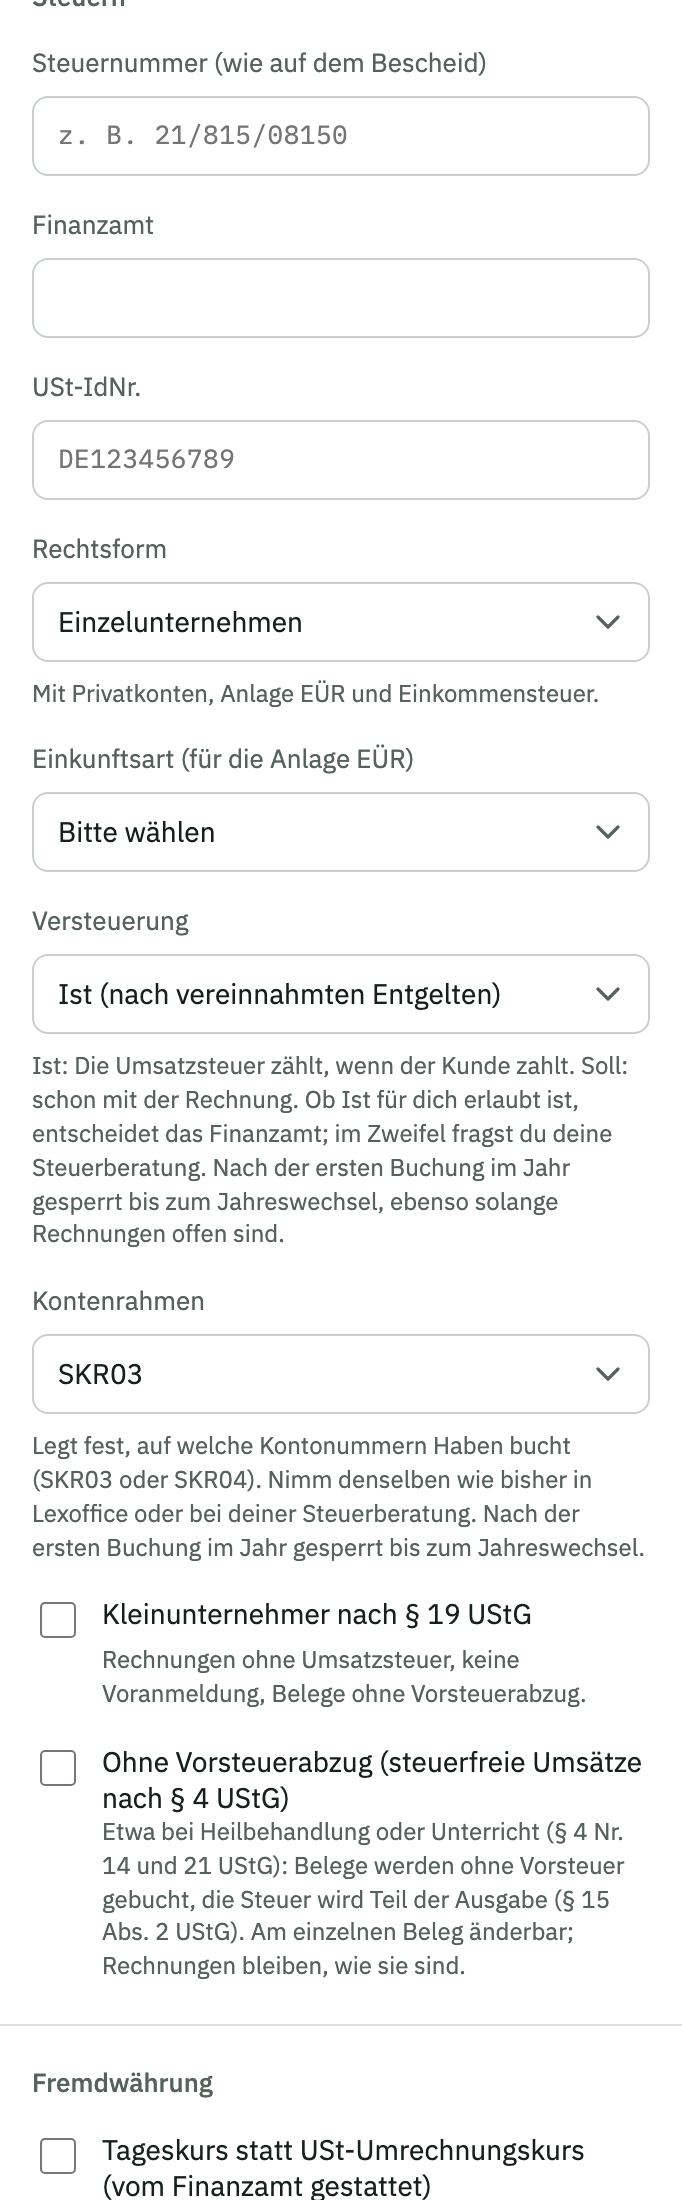 Steuern
Steuernummer (wie auf dem Bescheid)
z. B. 21/815/08150
Finanzamt
USt-IdNr.
DE123456789
Rechtsform
Einzelunternehmen
Mit Privatkonten, Anlage EÜR und Einkommensteuer.
Einkunftsart (für die Anlage EÜR)
Bitte wählen
Versteuerung
Ist (nach vereinnahmten Entgelten)
Ist: Die Umsatzsteuer zählt, wenn der Kunde zahlt. Soll:
schon mit der Rechnung. Ob Ist für dich erlaubt ist,
entscheidet das Finanzamt; im Zweifel fragst du deine
Steuerberatung. Nach der ersten Buchung im Jahr
gesperrt bis zum Jahreswechsel, ebenso solange
Rechnungen offen sind.
Kontenrahmen
SKR03
Legt fest, auf welche Kontonummern Haben bucht
(SKR03 oder SKR04). Nimm denselben wie bisher in
Lexoffice oder bei deiner Steuerberatung. Nach der
ersten Buchung im Jahr gesperrt bis zum Jahreswechsel.
Kleinunternehmer nach § 19 UStG
Rechnungen ohne Umsatzsteuer, keine
Voranmeldung, Belege ohne Vorsteuerabzug.
Ohne Vorsteuerabzug (steuerfreie Umsätze
nach § 4 UStG)
Etwa bei Heilbehandlung oder Unterricht (§ 4 Nr.
14 und 21 UStG): Belege werden ohne Vorsteuer
gebucht, die Steuer wird Teil der Ausgabe (§ 15
Abs. 2 UStG). Am einzelnen Beleg änderbar;
Rechnungen bleiben, wie sie sind.
Fremdwährung
Tageskurs statt USt-Umrechnungskurs
(vom Finanzamt gestattet)